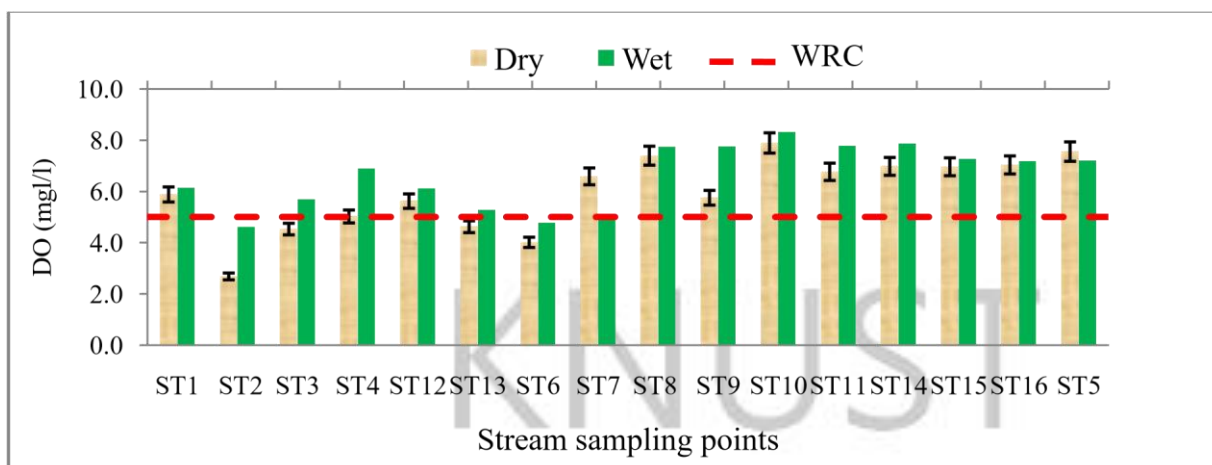 Dry Wet WRC
10.0
8.0
6.0
4.0
2.0
0.0
DO (mgl/l)
ST1 ST2 ST3 ST4 ST12 ST13 ST6 ST7 ST8 ST9 ST10 ST11 ST14 ST15 ST16 ST5
KNUST
Stream sampling points